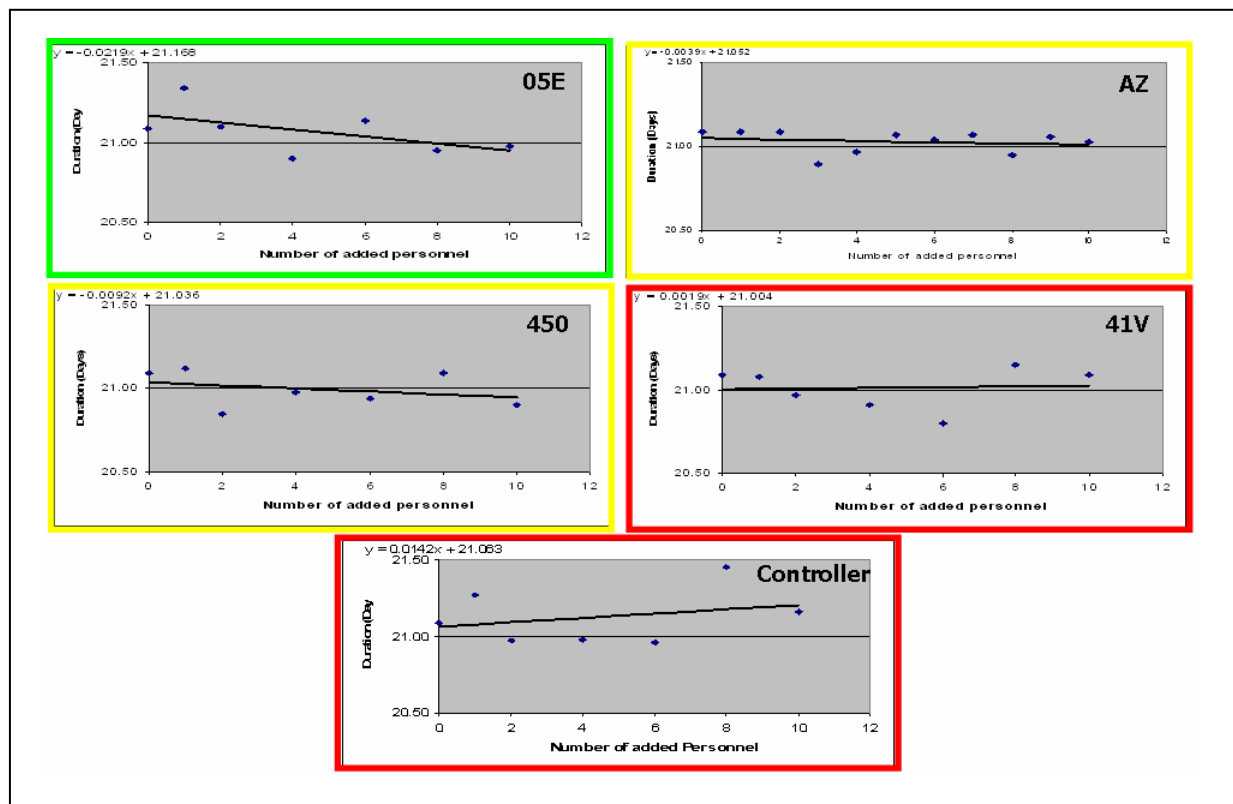 y = -0.0219x + 21.168
05E
21.50
21.00
20.50
Duration (Day
0 2 4 6 8 10 12
Number of added personnel
y = -0.0039x + 21.052
AZ
21.50
21.00
20.50
Duration (Days)
0 2 4 6 8 10 12
Number of added personnel
y = -0.0092x + 21.036
450
21.50
21.00
20.50
Duration (Days)
0 2 4 6 8 10 12
Number of added personnel
y = 0.0019x + 21.004
41V
21.50
21.00
20.50
Duration (Days)
0 2 4 6 8 10 12
Number of added personnel
y = 0.0142x + 21.063
Controller
21.50
21.00
20.50
Duration (Day
0 2 4 6 8 10 12
Number of added Personnel